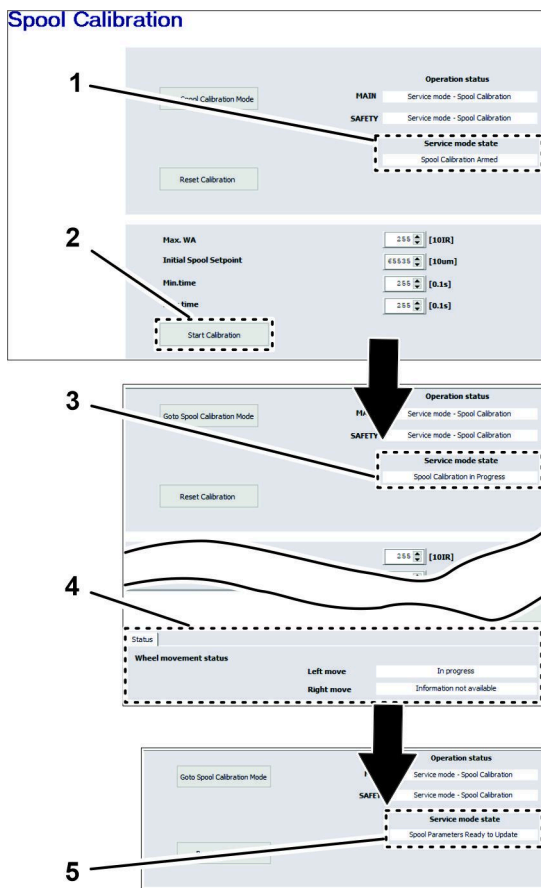 Spool Calibration
1
Operation status
Spool Calibration Mode
MAIN Service mode - Spool Calibration
SAFETY Service mode - Spool Calibration
Service mode state
Spool Calibration Armed
Reset Calibration
2
Max. WA 255 [10IR]
Initial Spool Setpoint 65535 [10um]
Min.time 255 [0.1s]
time 255 [0.1s]
Start Calibration
3
Operation status
Goto Spool Calibration Mode
Service mode - Spool Calibration
SAFETY Service mode - Spool Calibration
Service mode state
Spool Calibration in Progress
Reset Calibration
255 [10IR]
4
Status
Wheel movement status
Left move In progress
Right move Information not available
Operation status
Goto Spool Calibration Mode
Service mode - Spool Calibration
Service mode - Spool Calibration
Service mode state
Spool Parameters Ready to Update
5